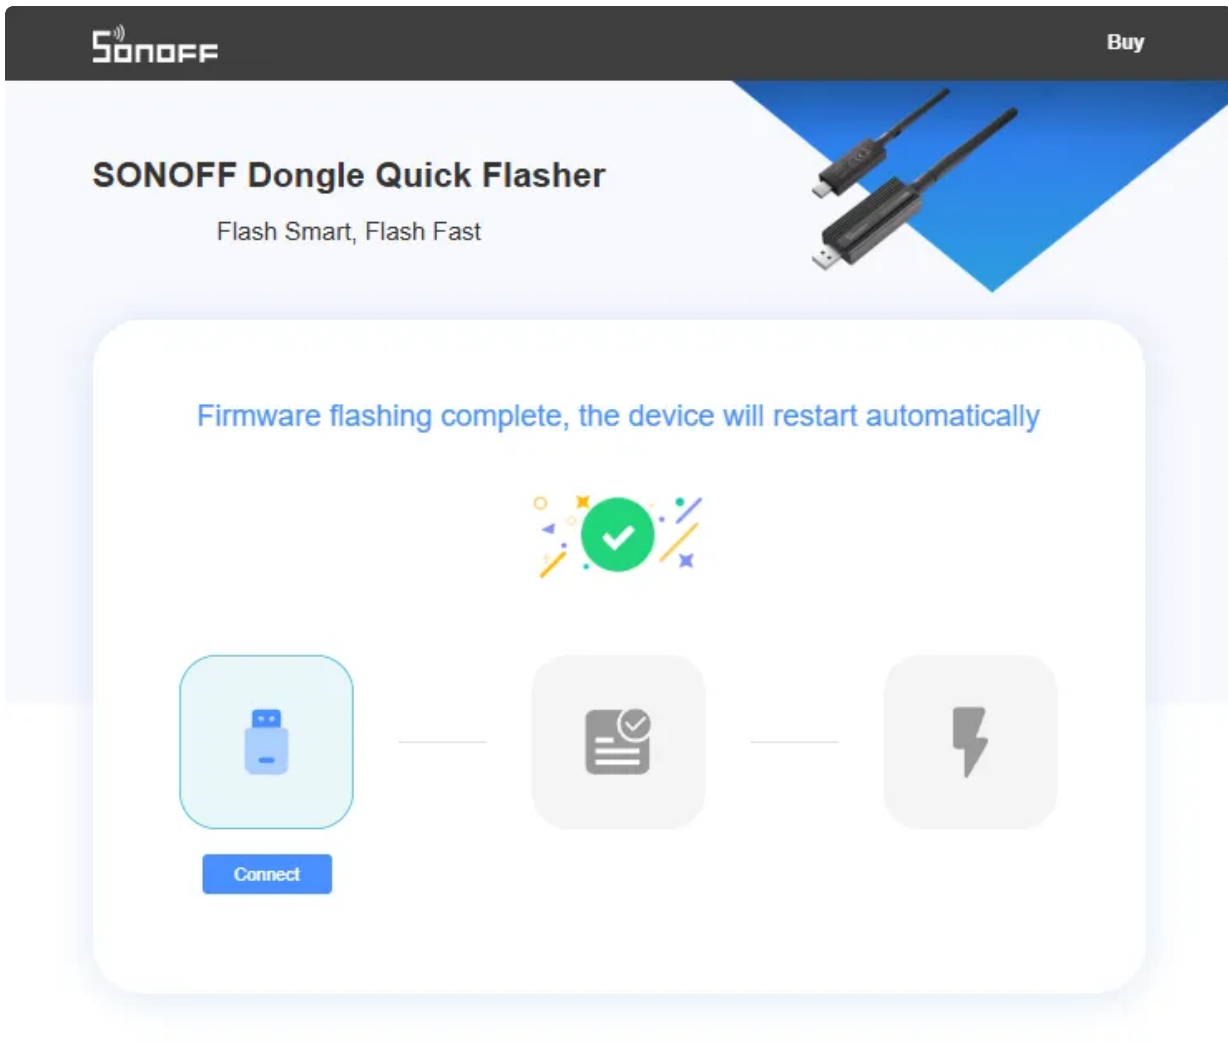 SONOFF
Buy
SONOFF Dongle Quick Flasher
Flash Smart, Flash Fast
Firmware flashing complete, the device will restart automatically
Connect